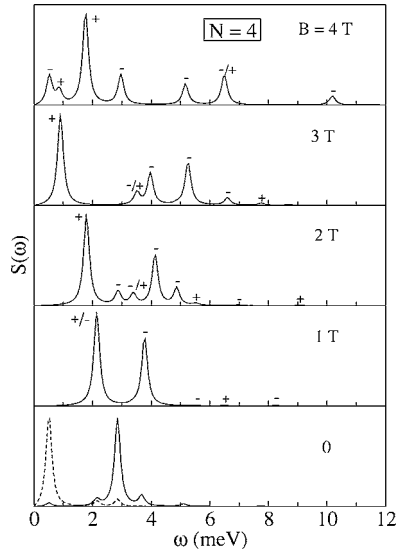 N = 4
B = 4 T
- + + - - -/+ -
3 T
+ -/+ - - - +
2 T
+ - -/+ - - + - -
1 T
+/- - - + -
0
S(ω)
0 2 4 6 8 10 12
ω (meV)